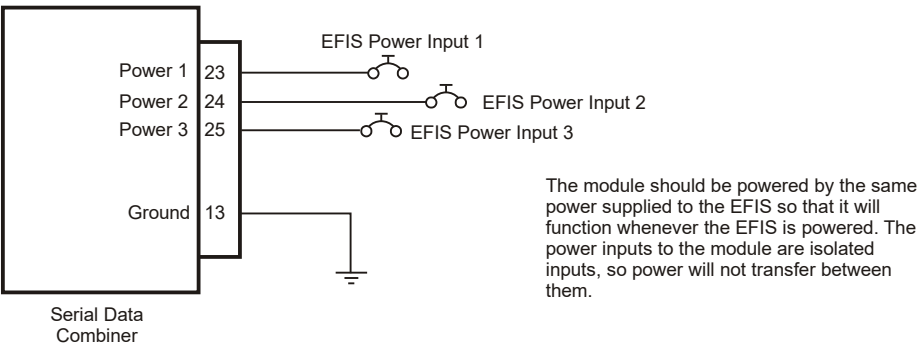 EFIS Power Input 1
Power 1 23
Power 2 24 EFIS Power Input 2
Power 3 25 EFIS Power Input 3
Ground 13
The module should be powered by the same
power supplied to the EFIS so that it will
function whenever the EFIS is powered. The
power inputs to the module are isolated
inputs, so power will not transfer between
them.
Serial Data
Combiner